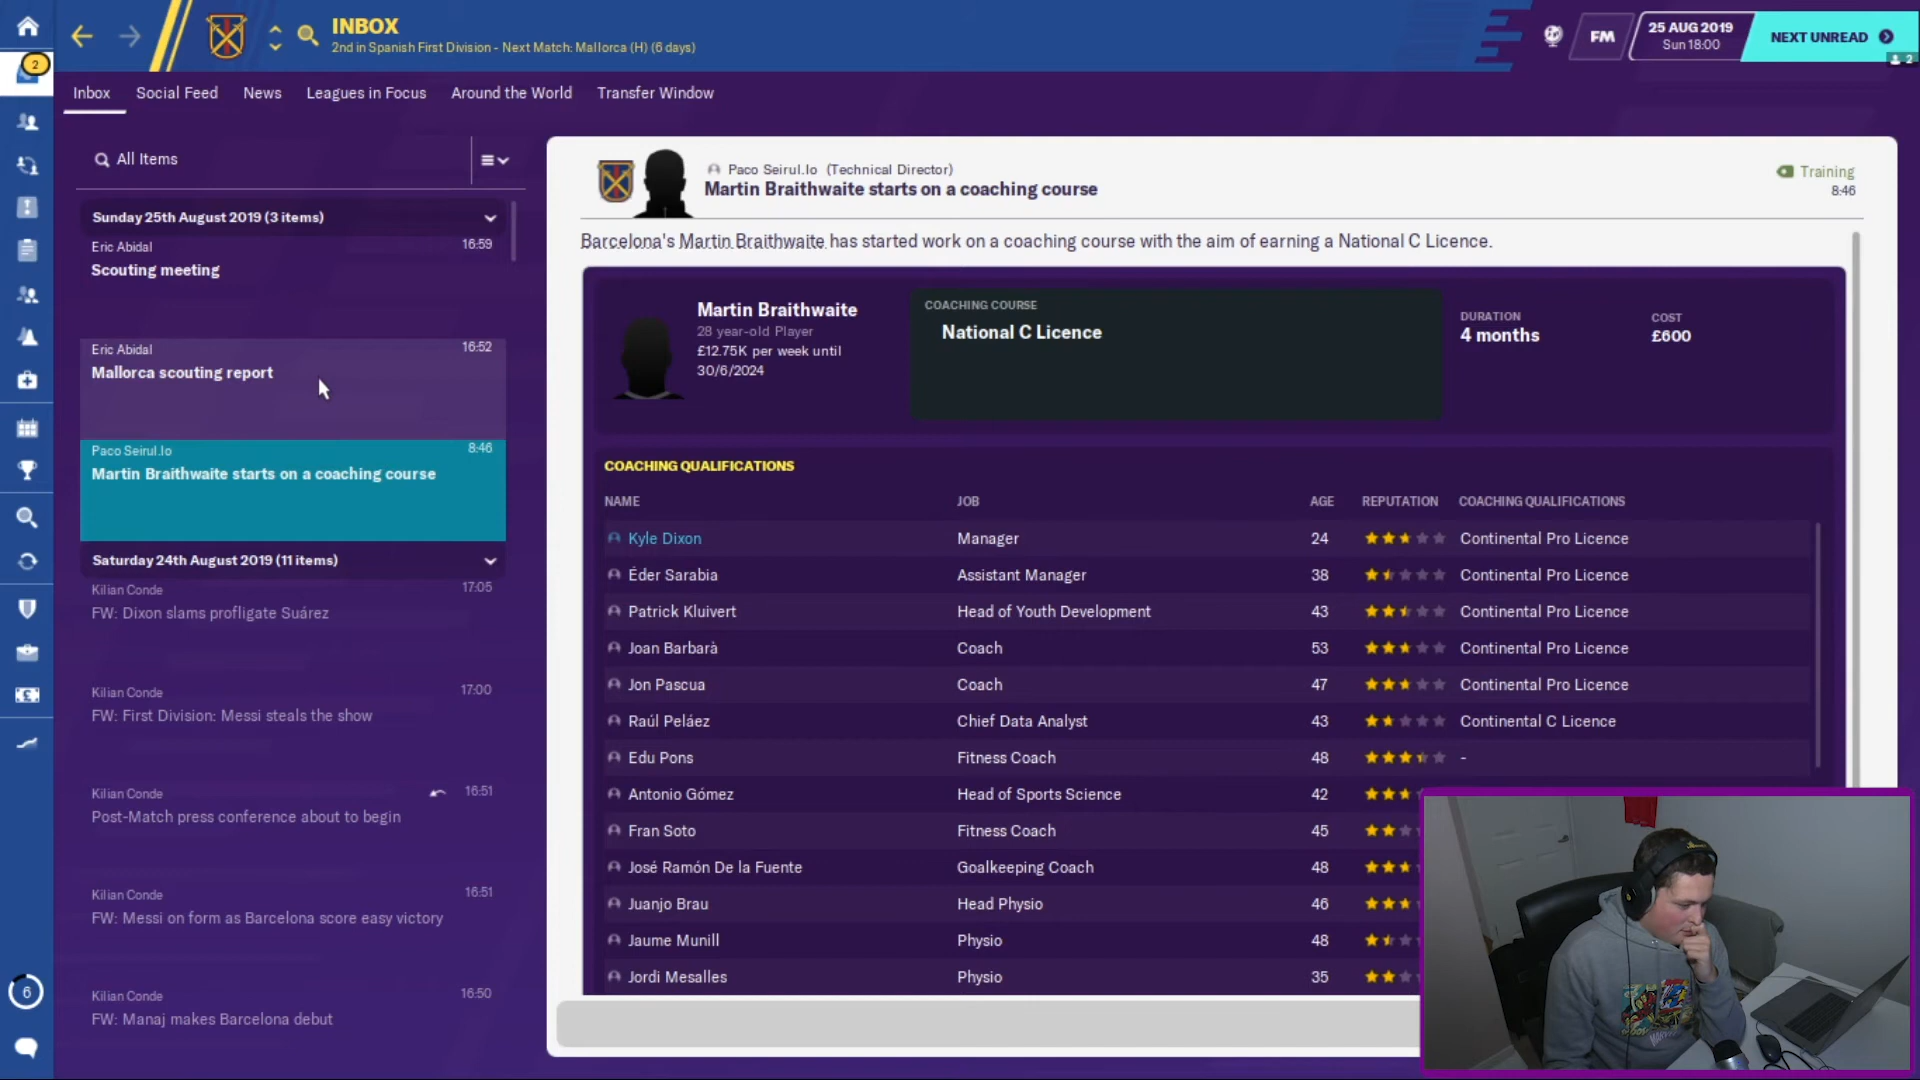 INBOX
2nd in Spanish First Division - Next Match: Mallorca (H) (6 days)
FM
25 AUG 2019
Sun 18:00
NEXT UNREAD
2
2
Inbox Social Feed News Leagues in Focus Around the World Transfer Window
All Items
Sunday 25th August 2019 (3 items)
Eric Abidal 16:59
Scouting meeting
Eric Abidal 16:52
Mallorca scouting report
Paco Seirul.lo 8:46
Martin Braithwaite starts on a coaching course
Saturday 24th August 2019 (11 items)
Kilian Conde 17:05
FW: Dixon slams profligate Suárez
Kilian Conde 17:00
FW: First Division: Messi steals the show
Kilian Conde 16:51
Post-Match press conference about to begin
Kilian Conde 16:51
FW: Messi on form as Barcelona score easy victory
Kilian Conde 16:50
FW: Manaj makes Barcelona debut
6
Paco Seirul.lo (Technical Director)
Martin Braithwaite starts on a coaching course
Training
8:46
Barcelona's Martin Braithwaite has started work on a coaching course with the aim of earning a National C Licence.
Martin Braithwaite
28 year-old Player
£12.75K per week until
30/6/2024
COACHING COURSE
National C Licence
DURATION
4 months
COST
£600
COACHING QUALIFICATIONS
NAME JOB AGE REPUTATION COACHING QUALIFICATIONS
Kyle Dixon Manager 24 Continental Pro Licence
Éder Sarabia Assistant Manager 38 Continental Pro Licence
Patrick Kluivert Head of Youth Development 43 Continental Pro Licence
Joan Barbarà Coach 53 Continental Pro Licence
Jon Pascua Coach 47 Continental Pro Licence
Raúl Peláez Chief Data Analyst 43 Continental C Licence
Edu Pons Fitness Coach 48 -
Antonio Gómez Head of Sports Science 42
Fran Soto Fitness Coach 45
José Ramón De la Fuente Goalkeeping Coach 48
Juanjo Brau Head Physio 46
Jaume Munill Physio 48
Jordi Mesalles Physio 35